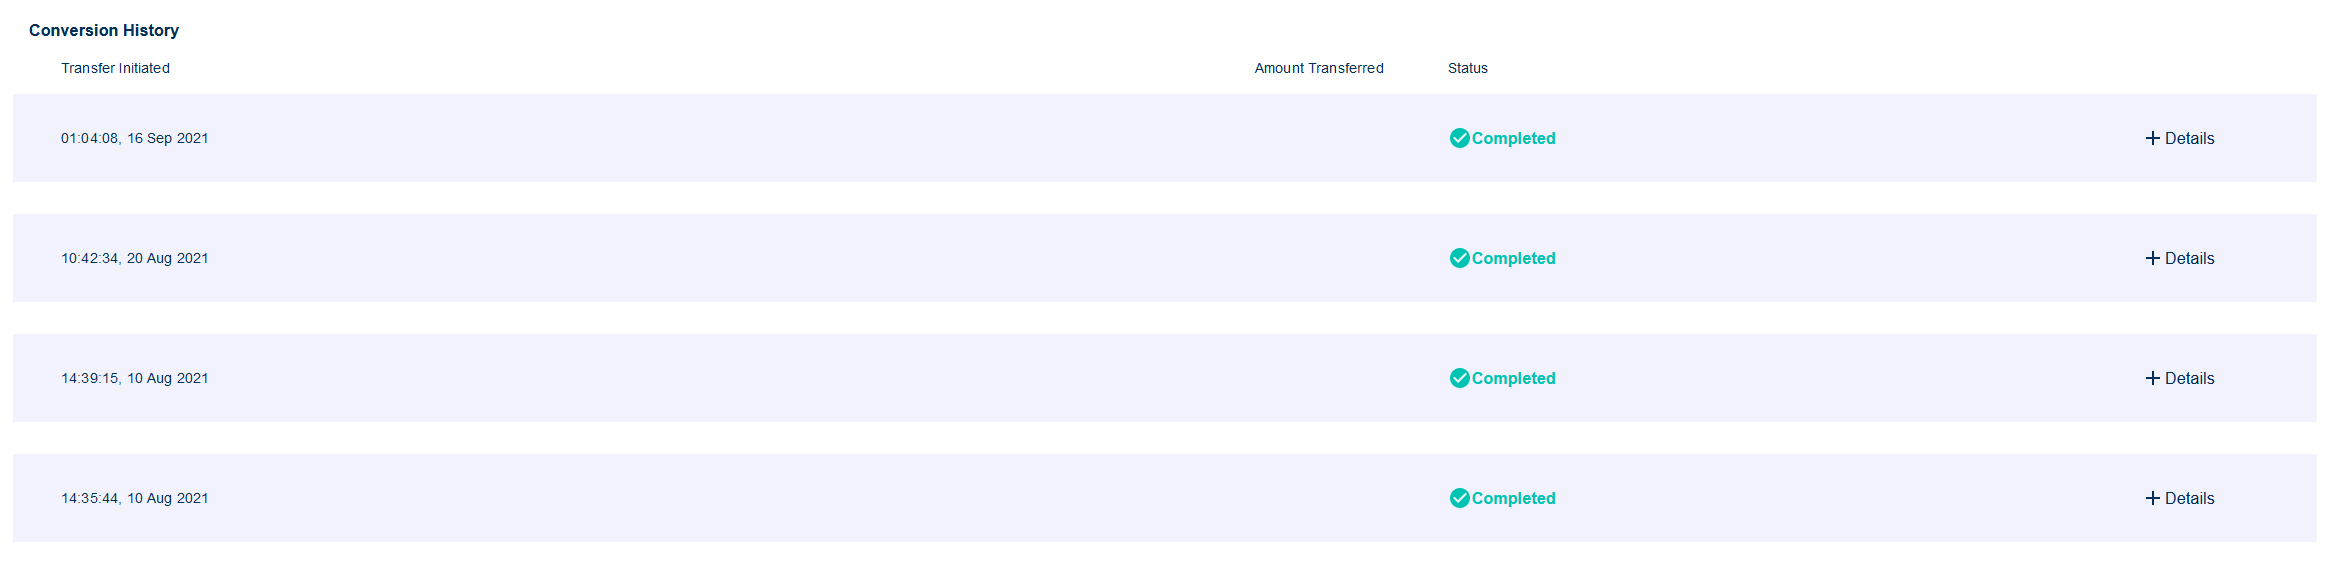 Conversion History
Transfer Initiated Amount Transferred Status
01:04:08, 16 Sep 2021 Completed + Details
10:42:34, 20 Aug 2021 Completed + Details
14:39:15, 10 Aug 2021 Completed + Details
14:35:44, 10 Aug 2021 Completed + Details